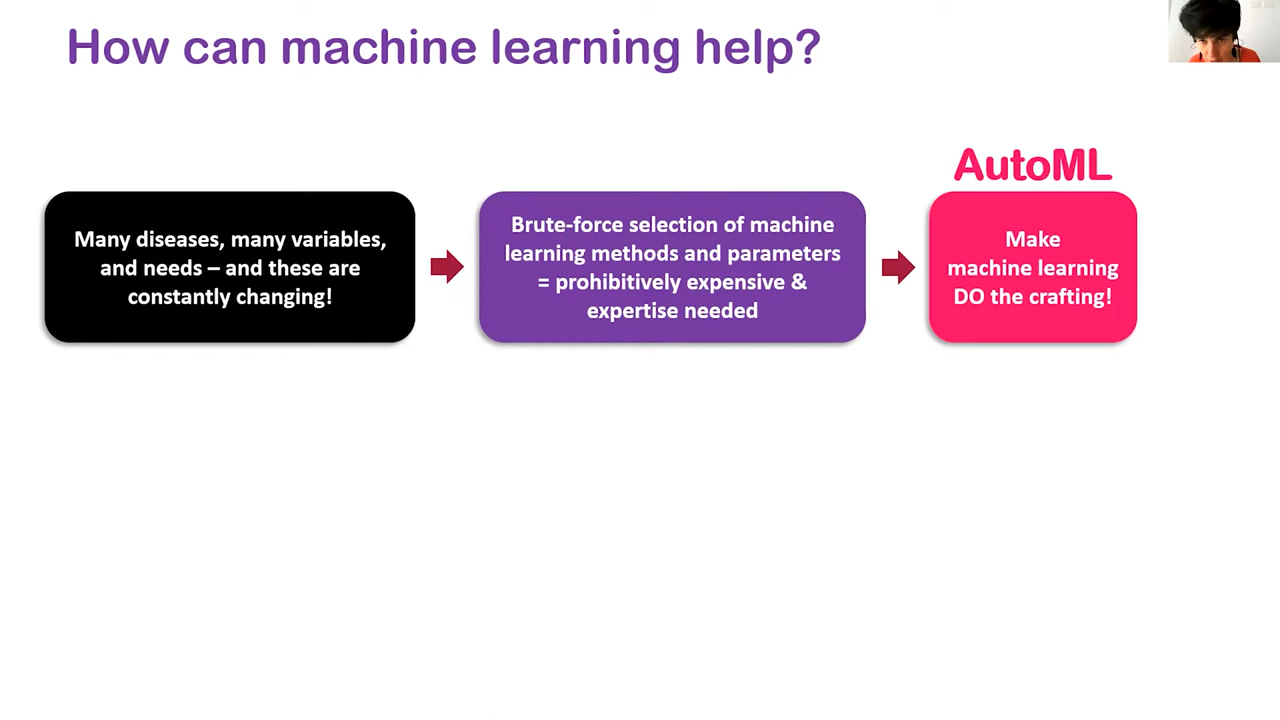 How can machine learning help?
Many diseases, many variables,
and needs – and these are
constantly changing!
Brute-force selection of machine
learning methods and parameters
= prohibitively expensive &
expertise needed
AutoML
Make
machine learning
DO the crafting!